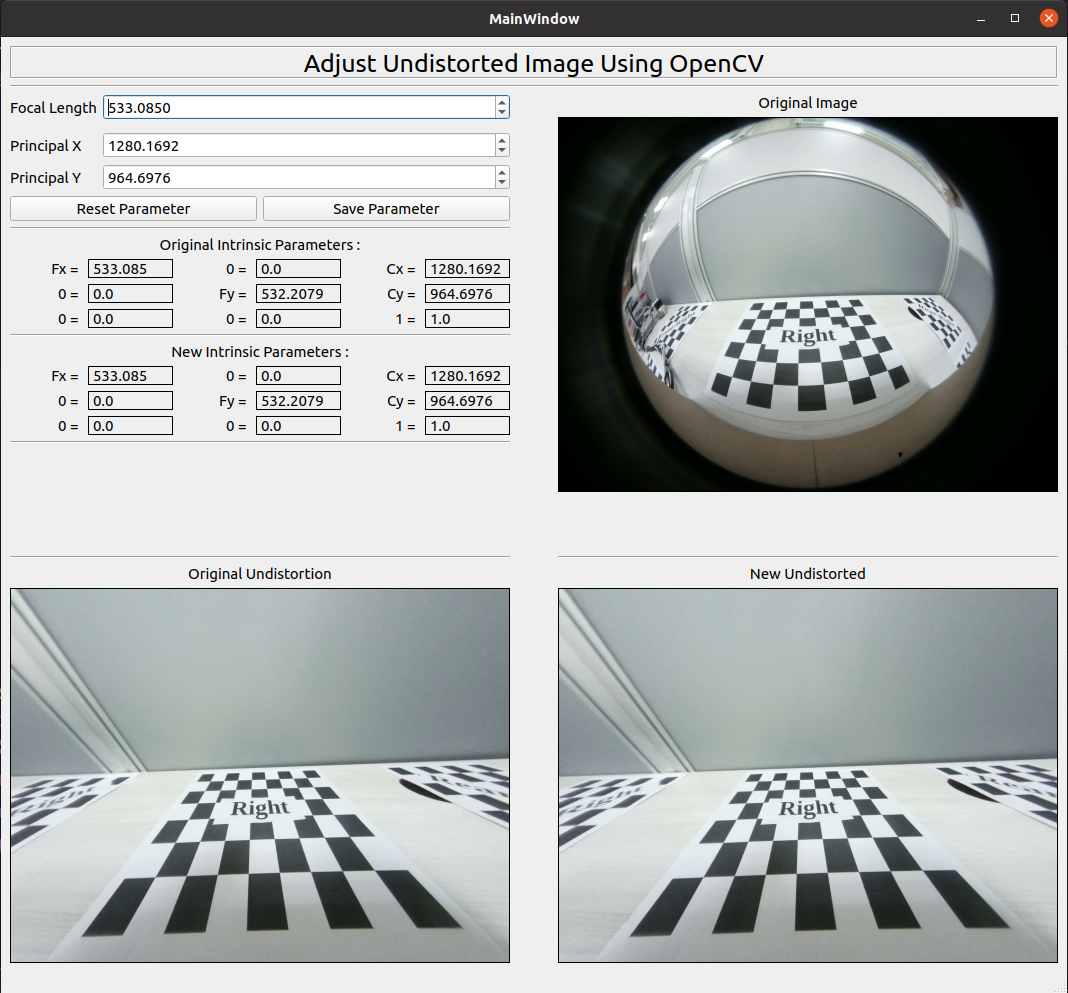 MainWindow
Adjust Undistorted Image Using OpenCV
Focal Length 533.0850
Principal X 1280.1692
Principal Y 964.6976
Reset Parameter Save Parameter
Original Intrinsic Parameters :
Fx = 533.085 0 = 0.0 Cx = 1280.1692
0 = 0.0 Fy = 532.2079 Cy = 964.6976
0 = 0.0 0 = 0.0 1 = 1.0
New Intrinsic Parameters :
Fx = 533.085 0 = 0.0 Cx = 1280.1692
0 = 0.0 Fy = 532.2079 Cy = 964.6976
0 = 0.0 0 = 0.0 1 = 1.0
Original Image
Right
Original Undistortion
Right
New Undistorted
Right